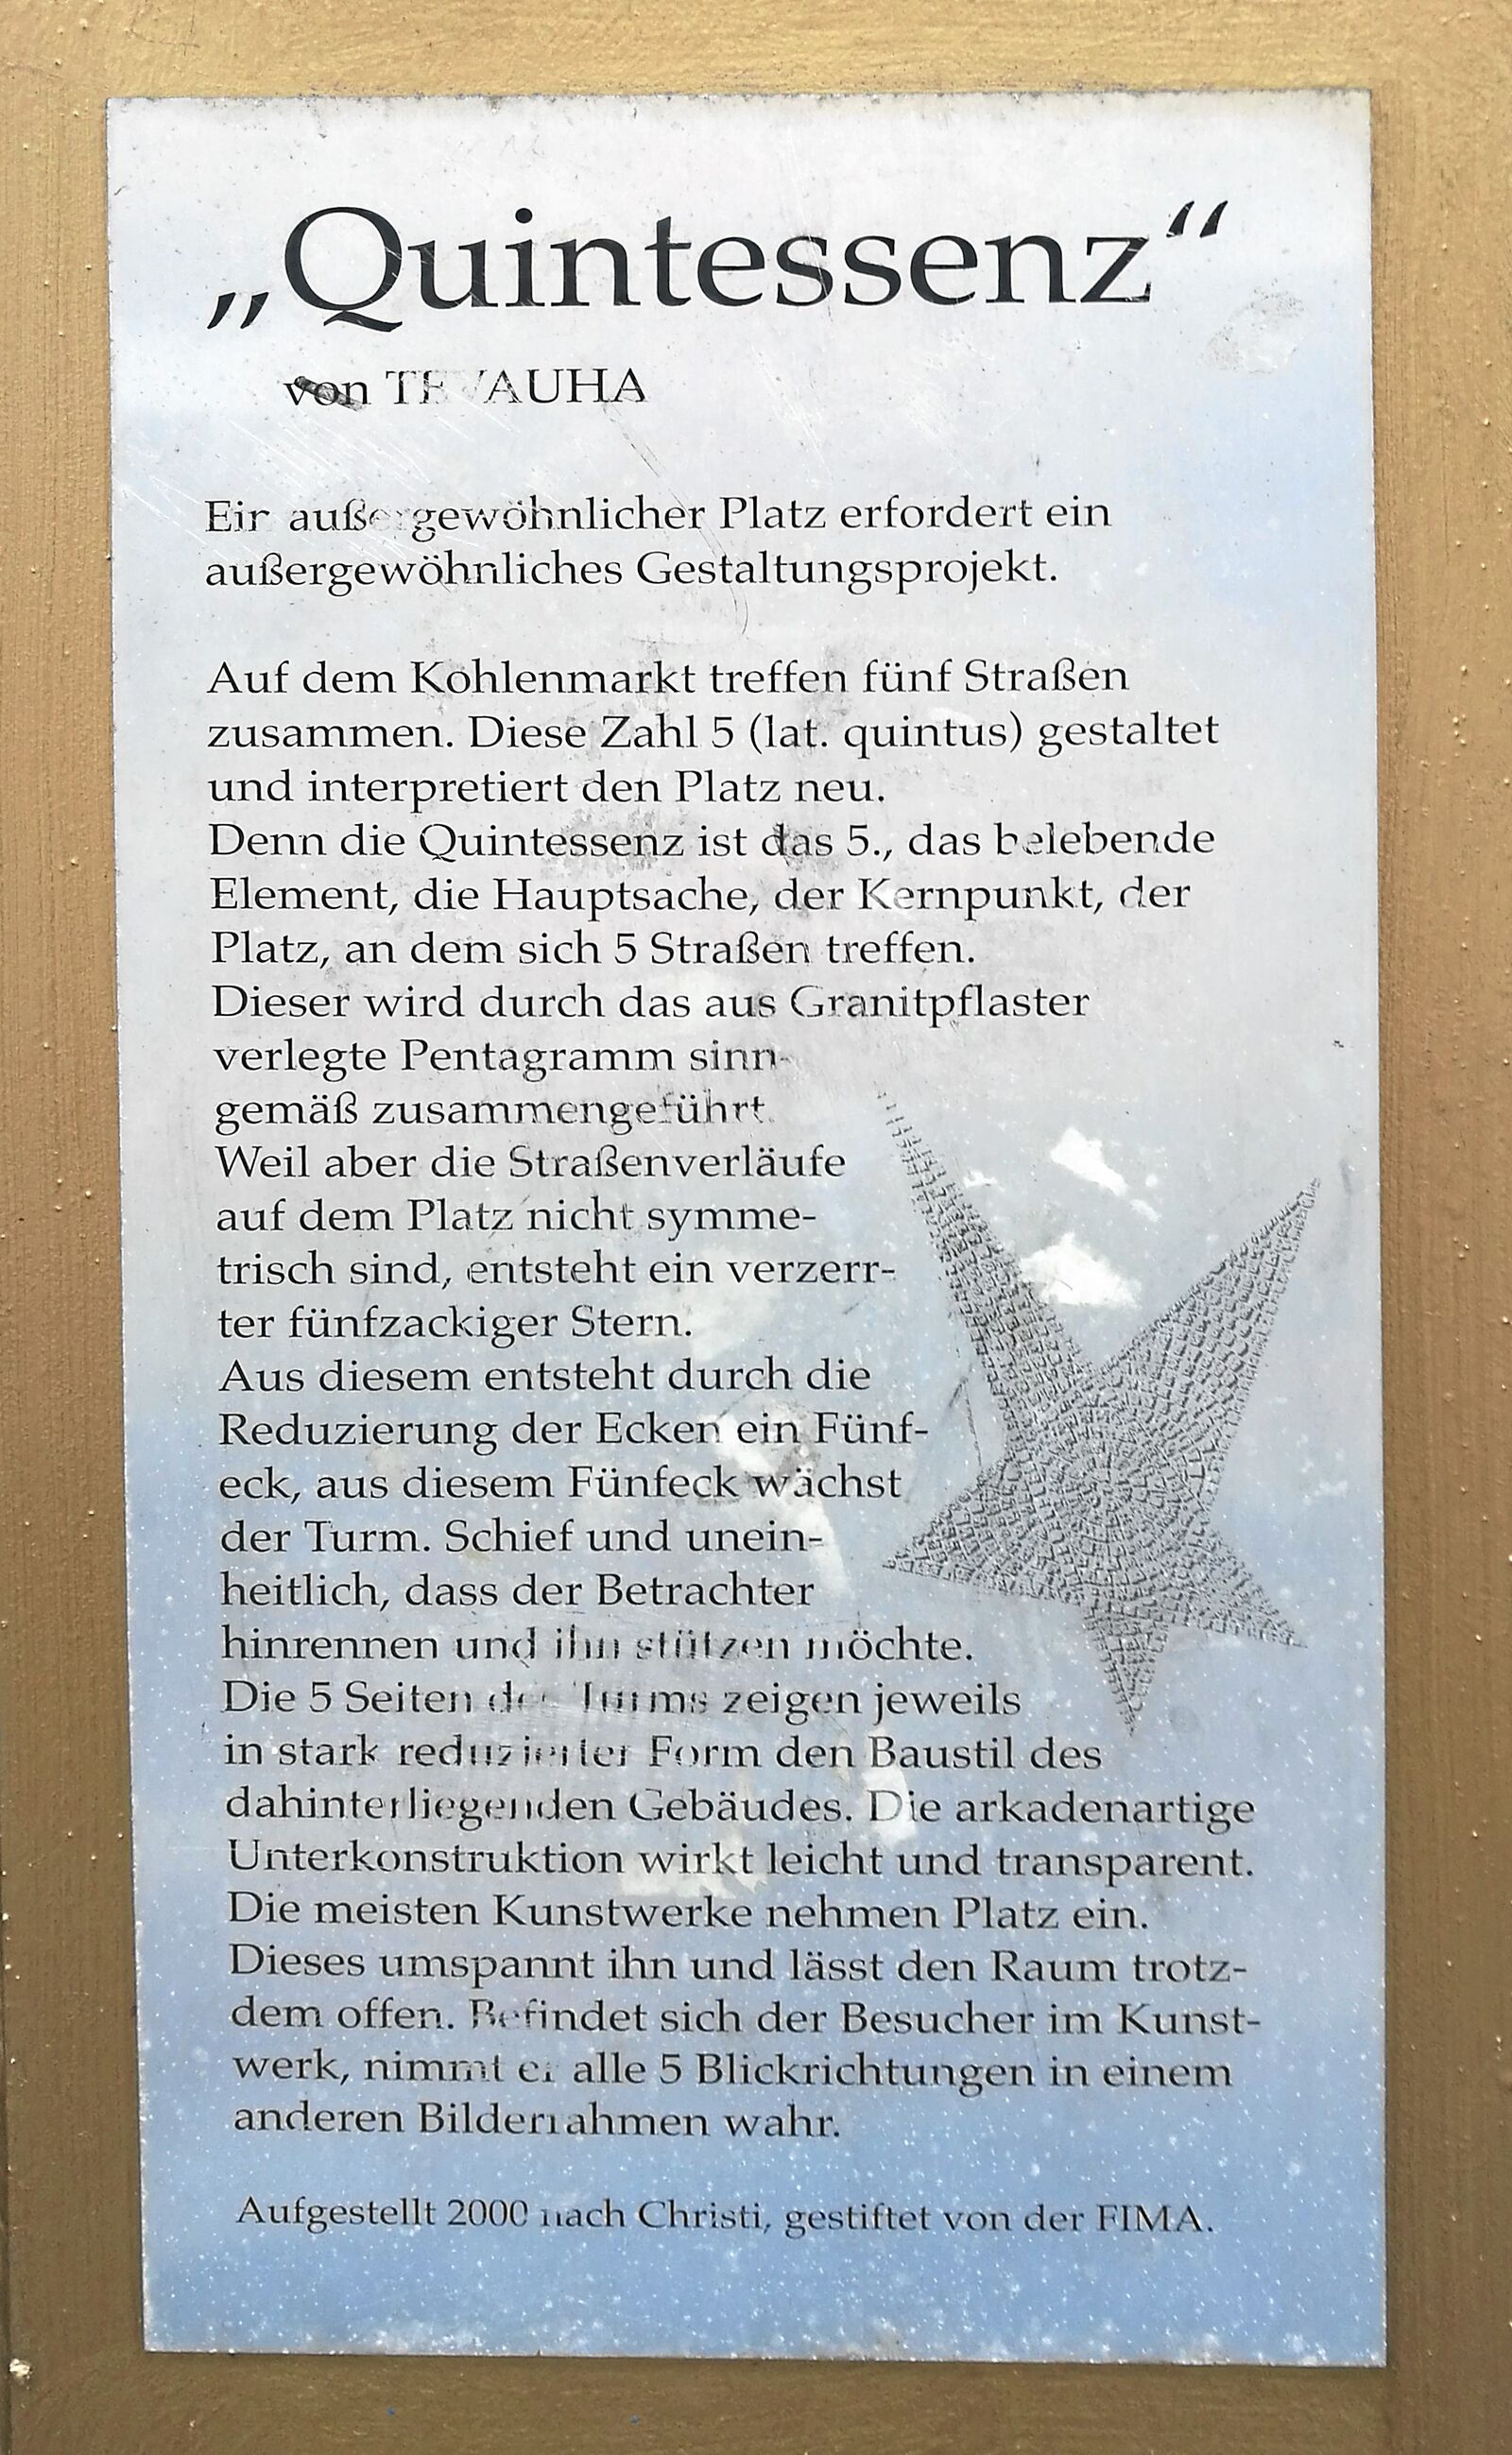 „Quintessenz“
von TEVAUHA
Ein außergewöhnlicher Platz erfordert ein
außergewöhnliches Gestaltungsprojekt.
Auf dem Kohlenmarkt treffen fünf Straßen
zusammen. Diese Zahl 5 (lat. quintus) gestaltet
und interpretiert den Platz neu.
Denn die Quintessenz ist das 5., das belebende
Element, die Hauptsache, der Kernpunkt, der
Platz, an dem sich 5 Straßen treffen.
Dieser wird durch das aus Granitpflaster
verlegte Pentagramm sinn-
gemäß zusammengeführt.
Weil aber die Straßenverläufe
auf dem Platz nicht symme-
trisch sind, entsteht ein verzerr-
ter fünfzackiger Stern.
Aus diesem entsteht durch die
Reduzierung der Ecken ein Fünf-
eck, aus diesem Fünfeck wächst
der Turm. Schief und unein-
heitlich, dass der Betrachter
hinrennen und ihn stützen möchte.
Die 5 Seiten des Turms zeigen jeweils
in stark reduzierter Form den Baustil des
dahinterliegenden Gebäudes. Die arkadenartige
Unterkonstruktion wirkt leicht und transparent.
Die meisten Kunstwerke nehmen Platz ein.
Dieses umspannt ihn und lässt den Raum trotz-
dem offen. Befindet sich der Besucher im Kunst-
werk, nimmt er alle 5 Blickrichtungen in einem
anderen Bilderrahmen wahr.
Aufgestellt 2000 nach Christi, gestiftet von der FIMA.